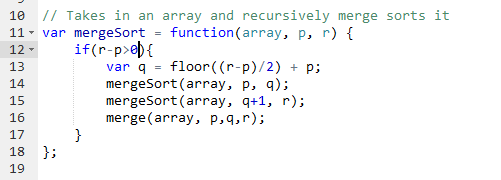 10 // Takes in an array and recursively merge sorts it
11 var mergeSort = function(array, p, r) {
12     if(r-p>0){
13         var q = floor((r-p)/2) + p;
14         mergeSort(array, p, q);
15         mergeSort(array, q+1, r);
16         merge(array, p,q,r);
17     }
18 };
19